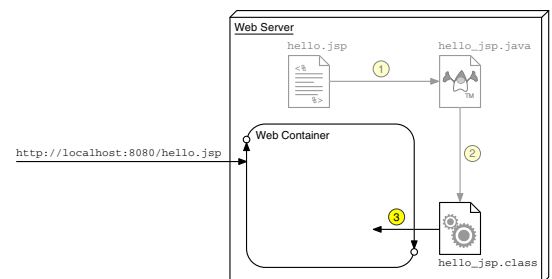 Web Server
hello.jsp
hello_jsp.java
<%
%>
1
TM
Web Container
2
http://localhost:8080/hello.jsp
3
hello_jsp.class